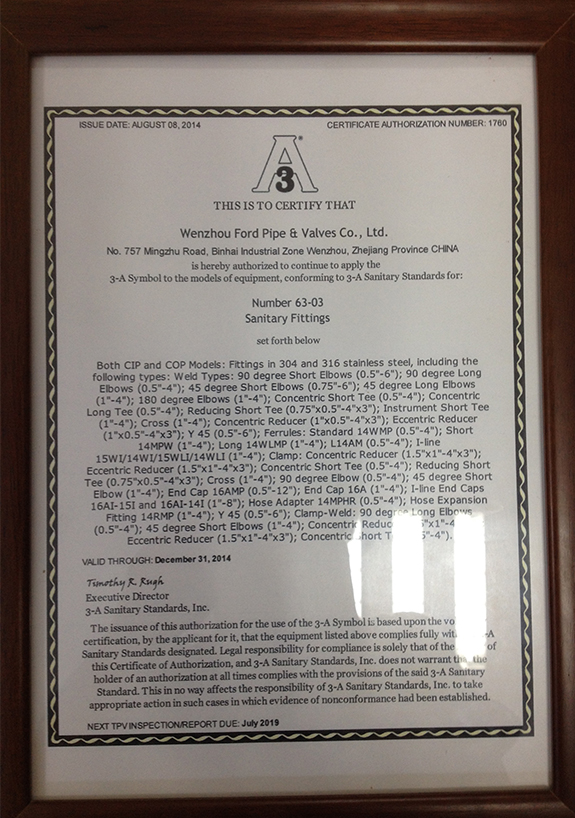 ISSUE DATE: AUGUST 08, 2014 CERTIFICATE AUTHORIZATION NUMBER: 1760
A
3
®
THIS IS TO CERTIFY THAT
Wenzhou Ford Pipe & Valves Co., Ltd.
No. 757 Mingzhu Road, Binhai Industrial Zone Wenzhou, Zhejiang Province CHINA
is hereby authorized to continue to apply the
3-A Symbol to the models of equipment, conforming to 3-A Sanitary Standards for:
Number 63-03
Sanitary Fittings
set forth below
Both CIP and COP Models: Fittings in 304 and 316 stainless steel, including the
following types: Weld Types: 90 degree Short Elbows (0.5"-6"); 90 degree Long
Elbows (0.5"-4"); 45 degree Short Elbows (0.75"-6"); 45 degree Long Elbows
(1"-4"); 180 degree Elbows (1"-4"); Concentric Short Tee (0.5"-4"); Concentric
Long Tee (0.5"-4"); Reducing Short Tee (0.75"x0.5"-4"x3"); Instrument Short Tee
(1"-4"); Cross (1"-4"); Concentric Reducer (1"x0.5"-4"x3"); Eccentric Reducer
(1"x0.5"-4"x3"); Y 45 (0.5"-6"); Ferrules: Standard 14WMP (0.5"-4"); Short
14MPW (1"-4"); Long 14WLMP (1"-4"); L14AM (0.5"-4"); I-line
15WI/14WI/15WLI/14WLI (1"-4"); Clamp: Concentric Reducer (1.5"x1"-4"x3");
Eccentric Reducer (1.5"x1"-4"x3"); Concentric Short Tee (0.5"-4"); Reducing Short
Tee (0.75"x0.5"-4"x3"); Cross (1"-4"); 90 degree Elbow (0.5"-4"); 45 degree Short
Elbow (1"-4"); End Cap 16AMP (0.5"-12"); End Cap 16A (1"-4"); I-line End Caps
16AI-15I and 16AI-14I (1"-8"); Hose Adapter 14MPHR (0.5"-4"); Hose Expansion
Fitting 14RMP (1"-4"); Y 45 (0.5"-6"); Clamp-Weld: 90 degree Long Elbows
(0.5"-4"); 45 degree Short Elbows (1"-4"); Concentric
Eccentric Reducer (1.5"x1"-4"x3");
VALID THROUGH: December 31, 2014
Timothy R. Rugh
Executive Director
3-A Sanitary Standards, Inc.
The issuance of this authorization for the use of the 3-A Symbol is based upon the
certification, by the applicant for it, that the equipment listed above complies fully
Sanitary Standards designated. Legal responsibility for compliance is solely that of the of
this Certificate of Authorization, and 3-A Sanitary Standards, Inc. does not warrant that the
holder of an authorization at all times complies with the provisions of the said 3-A Sanitary
Standard. This in no way affects the responsibility of 3-A Sanitary Standards, Inc. to take
appropriate action in such cases in which evidence of nonconformance had been established.
NEXT TPV INSPECTION/REPORT DUE: July 2019